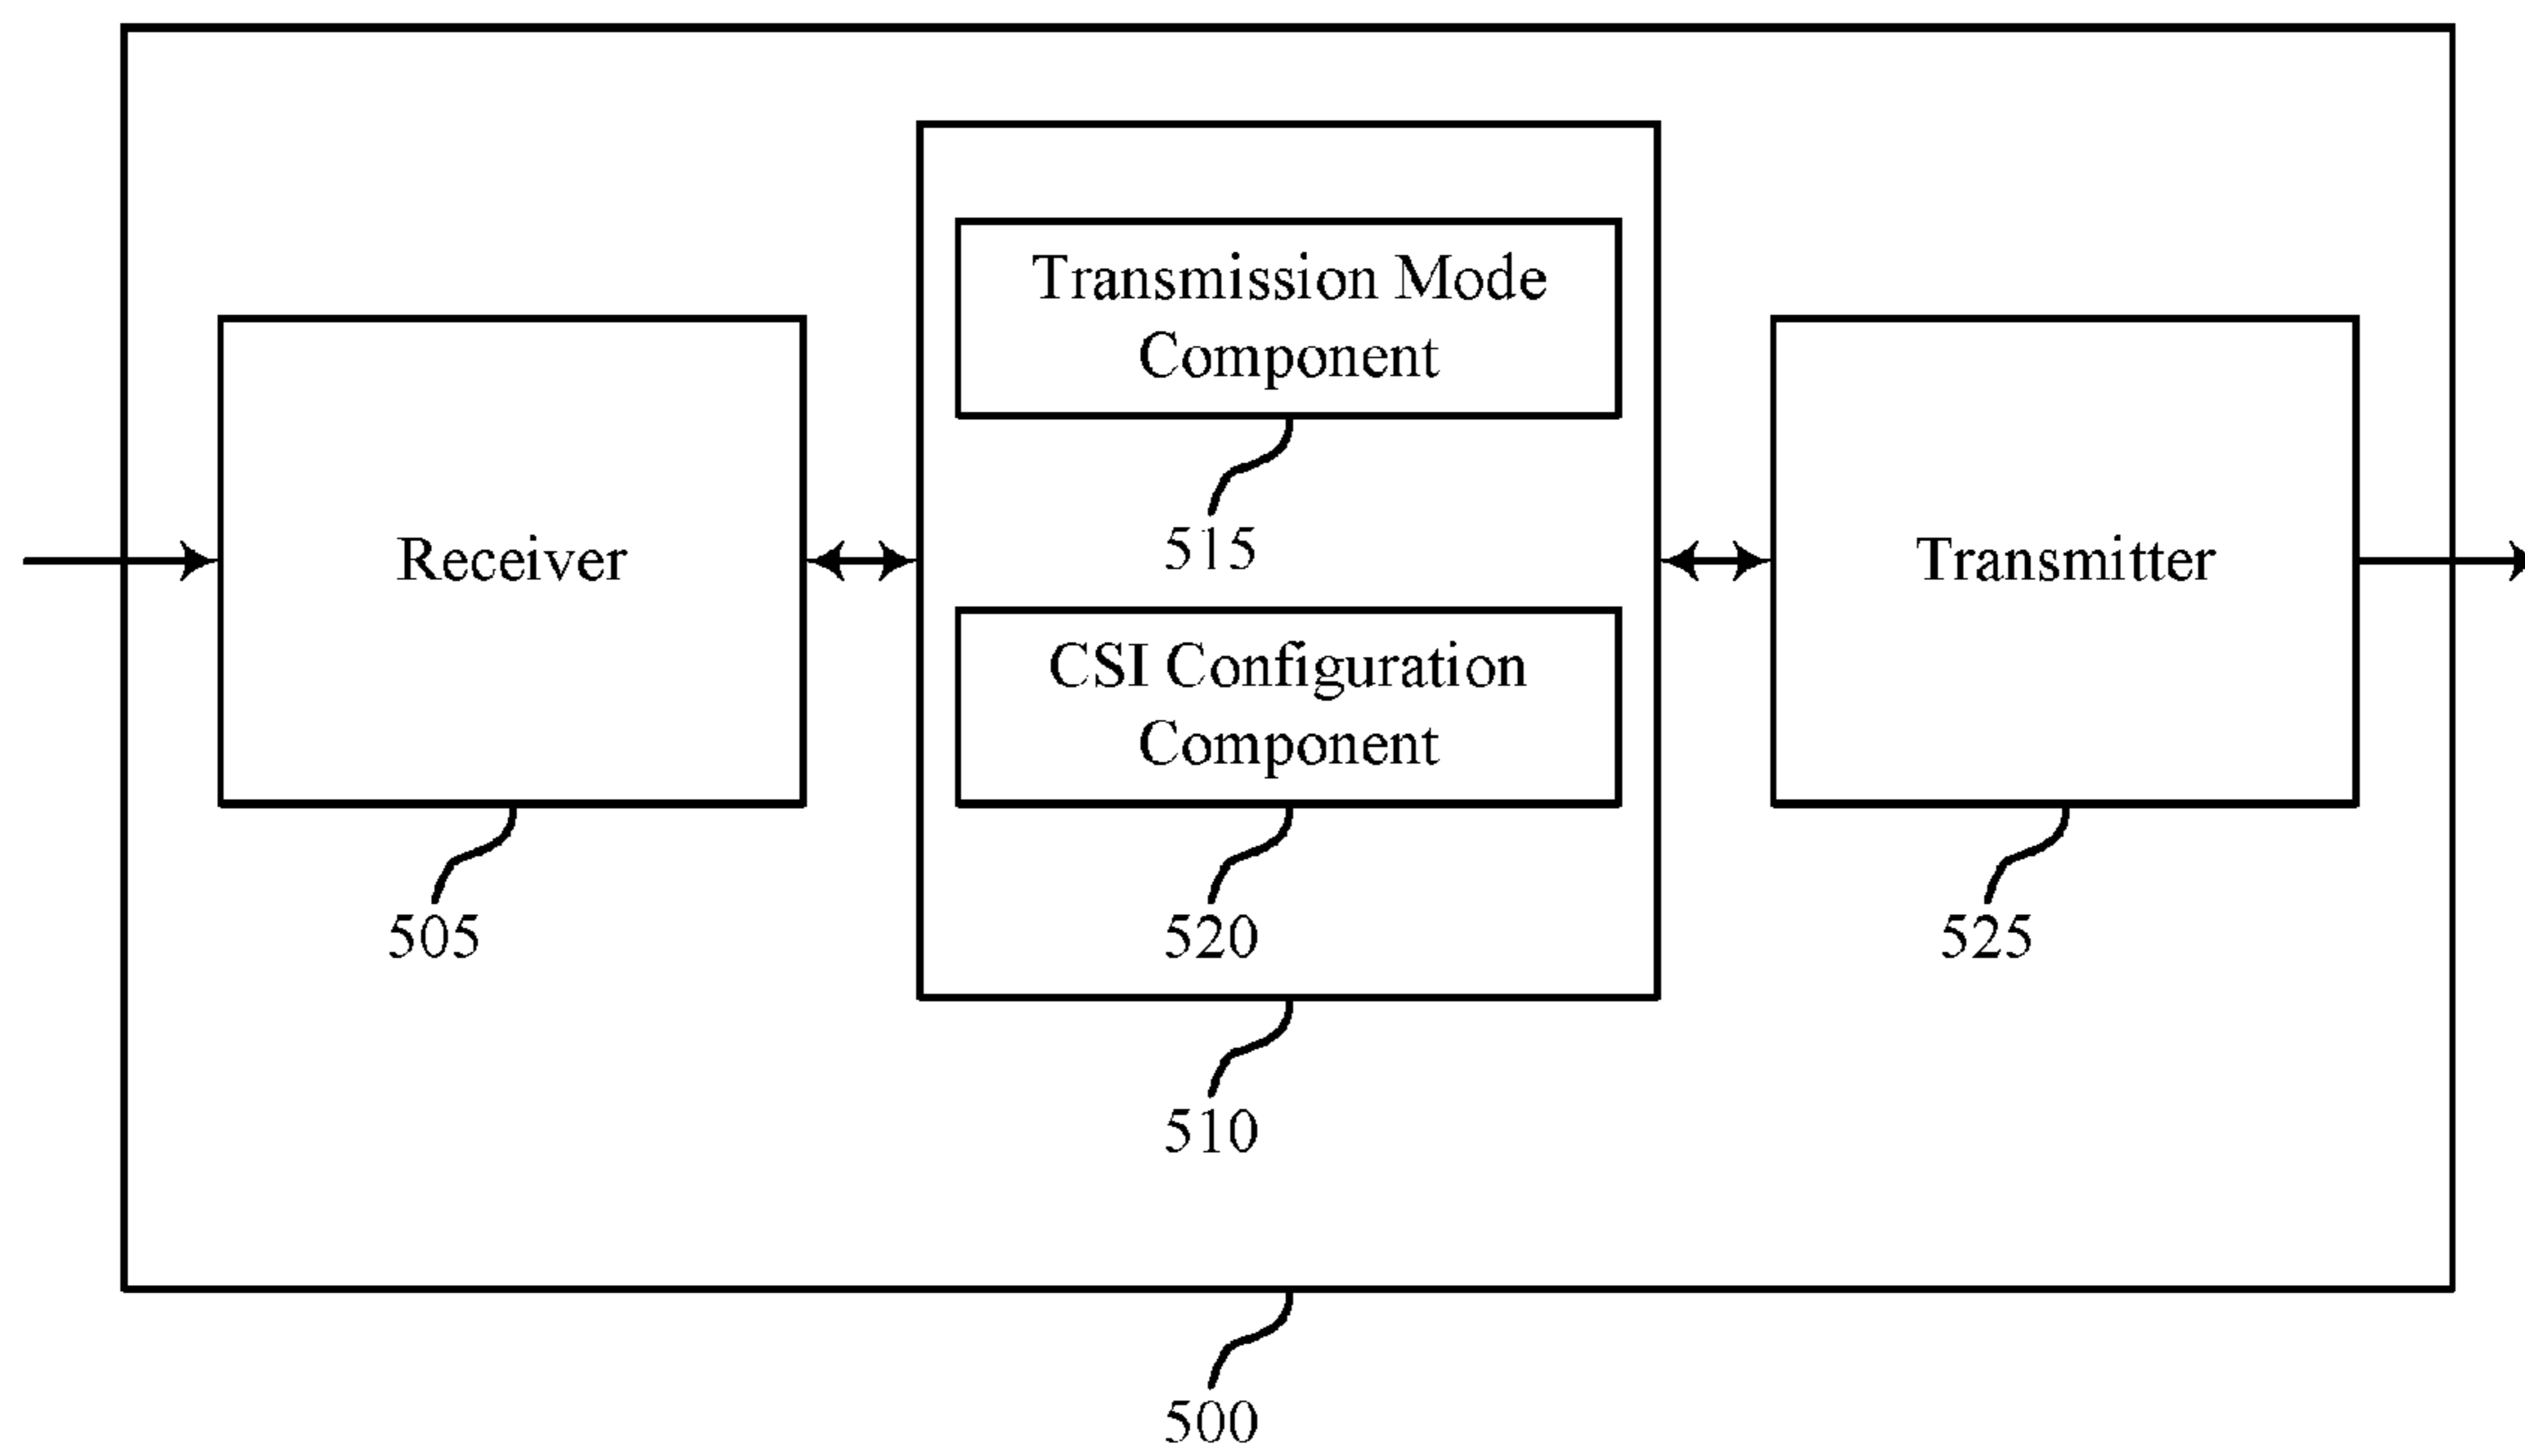 Transmission Mode
Component
515
Receiver
Transmitter
CSI Configuration
Component
505
520
525
510
500